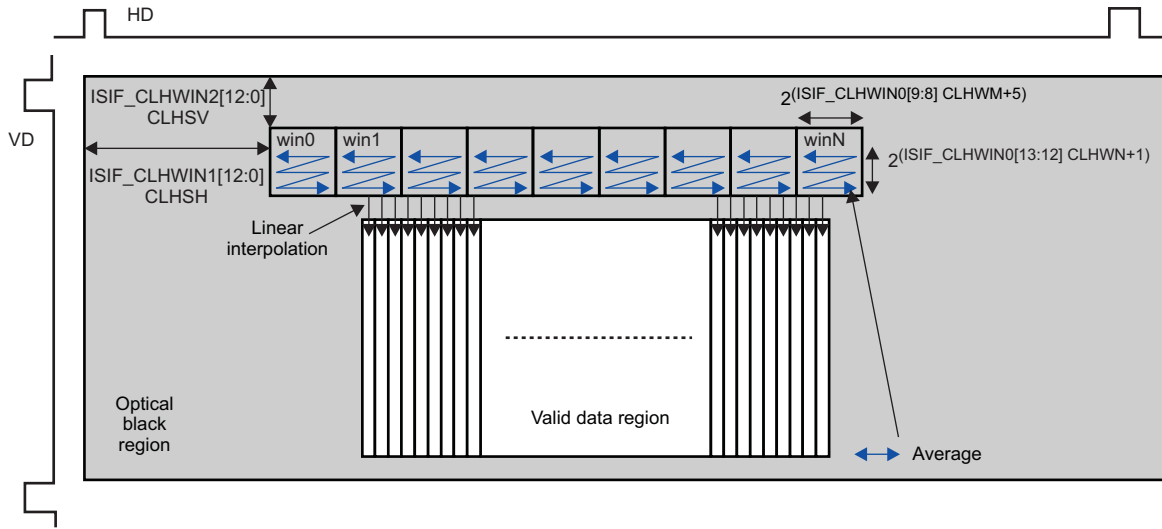 HD
ISIF_CLHWIN2[12:0]
CLHSV
2(ISIF_CLHWIN0[9:8] CLHWM+5)
VD
win0
win1
winN
2(ISIF_CLHWIN0[13:12] CLHWN+1)
ISIF_CLHWIN1[12:0]
CLHSH
Linear
interpolation
Optical
black
region
Valid data region
Average